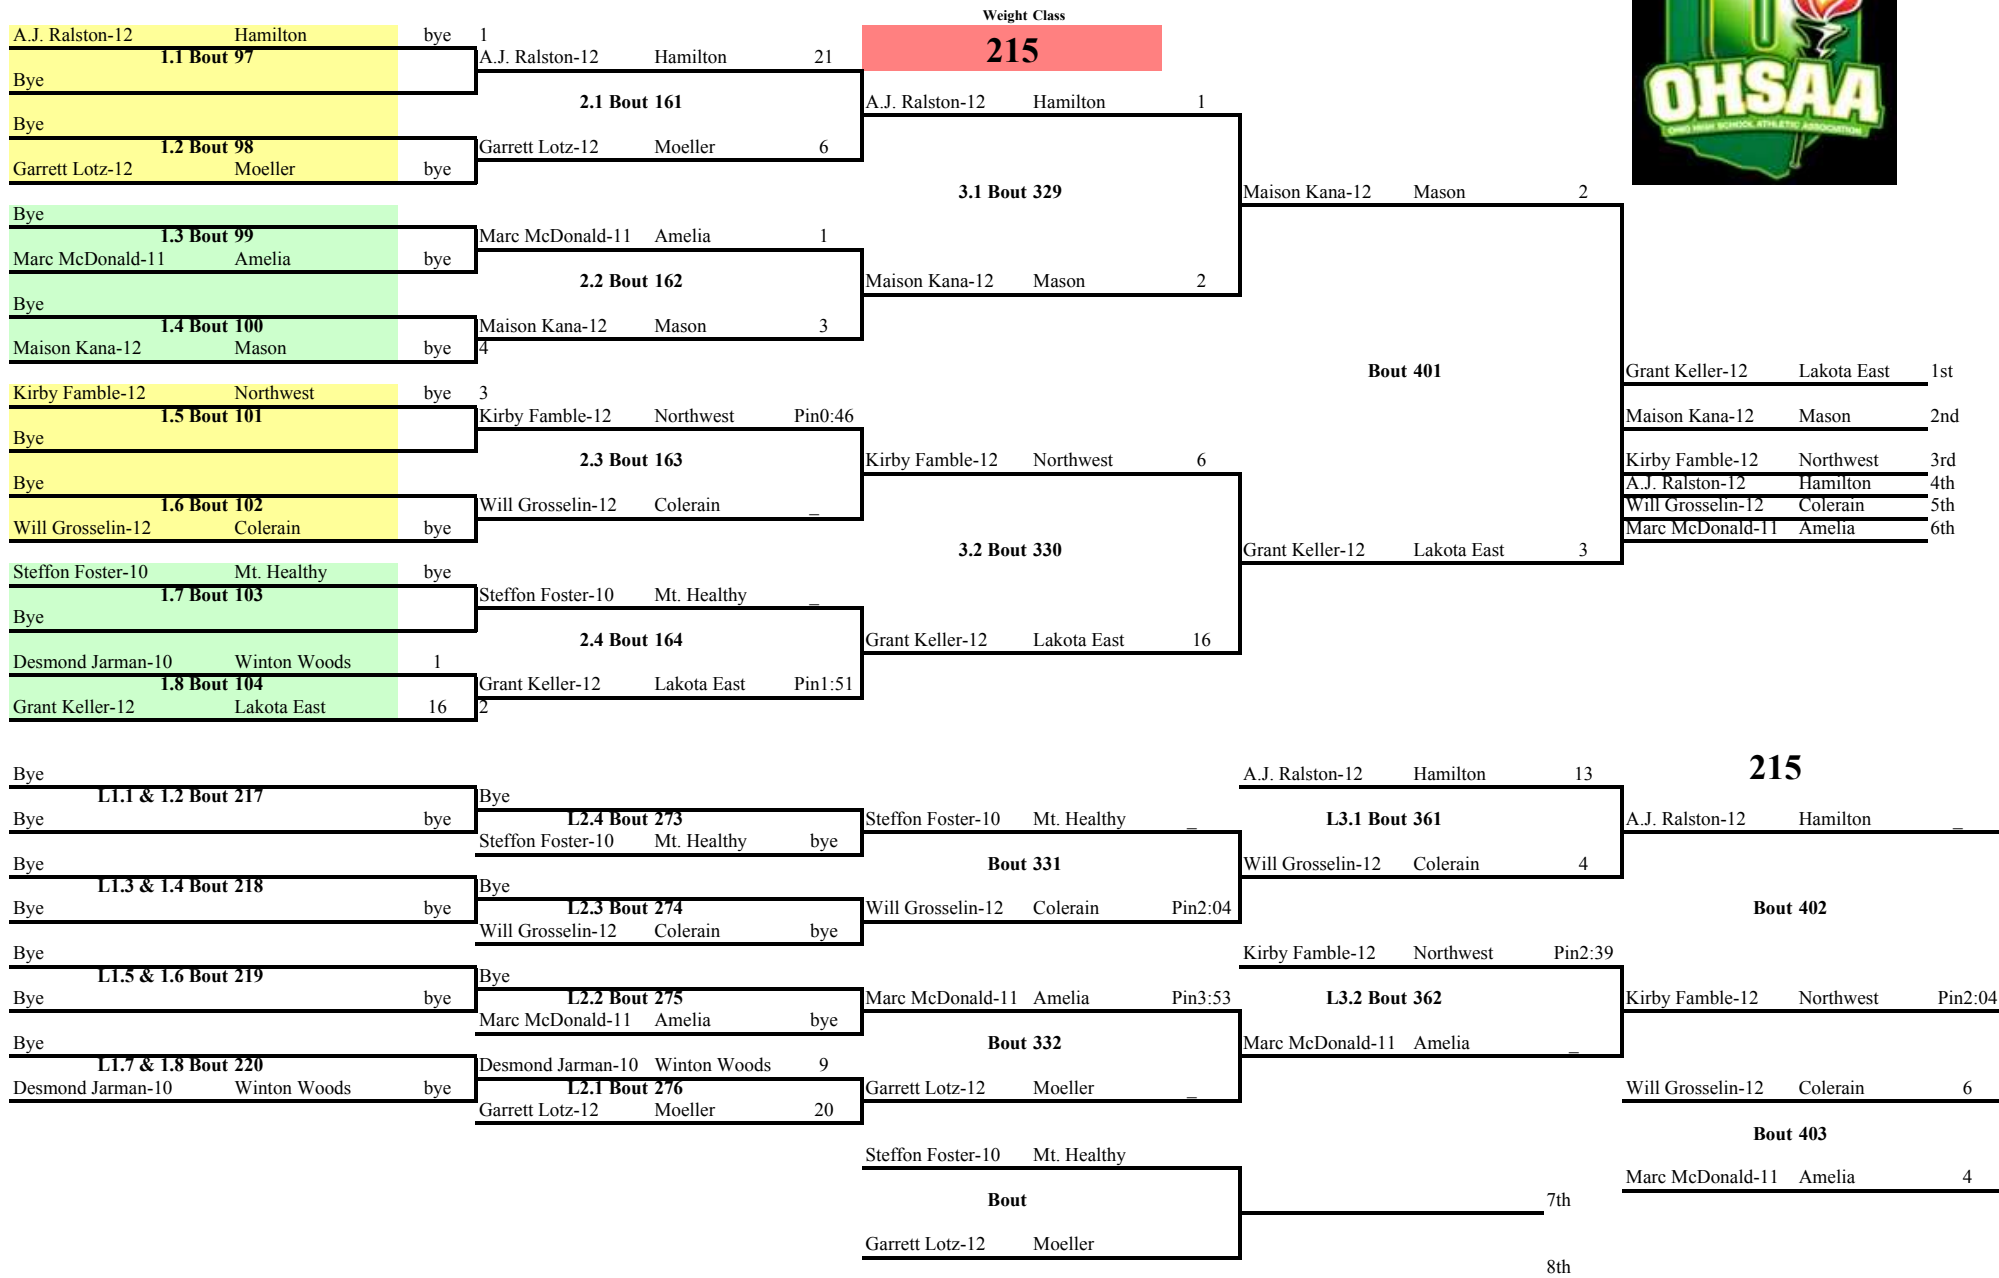 Weight Class
215
OHSAA
OHIO HIGH SCHOOL ATHLETIC ASSOCIATION
A.J. Ralston-12 Hamilton bye 1
1.1 Bout 97
Bye
Bye
1.2 Bout 98
Garrett Lotz-12 Moeller bye
Bye
1.3 Bout 99
Marc McDonald-11 Amelia bye
Bye
1.4 Bout 100
Maison Kana-12 Mason bye 4
Kirby Famble-12 Northwest bye 3
1.5 Bout 101
Bye
Bye
1.6 Bout 102
Will Grosselin-12 Colerain bye
Steffon Foster-10 Mt. Healthy bye
1.7 Bout 103
Bye
Desmond Jarman-10 Winton Woods 1
1.8 Bout 104
Grant Keller-12 Lakota East 16 2
A.J. Ralston-12 Hamilton 21
2.1 Bout 161
Garrett Lotz-12 Moeller 6
Marc McDonald-11 Amelia 1
2.2 Bout 162
Maison Kana-12 Mason 3
Kirby Famble-12 Northwest Pin0:46
2.3 Bout 163
Will Grosselin-12 Colerain _
Steffon Foster-10 Mt. Healthy _
2.4 Bout 164
Grant Keller-12 Lakota East Pin1:51
A.J. Ralston-12 Hamilton 1
3.1 Bout 329
Maison Kana-12 Mason 2
Kirby Famble-12 Northwest 6
3.2 Bout 330
Grant Keller-12 Lakota East 16
Maison Kana-12 Mason 2
Bout 401
Grant Keller-12 Lakota East 3
Grant Keller-12 Lakota East 1st
Maison Kana-12 Mason 2nd
Kirby Famble-12 Northwest 3rd
A.J. Ralston-12 Hamilton 4th
Will Grosselin-12 Colerain 5th
Marc McDonald-11 Amelia 6th
Bye
L1.1 & 1.2 Bout 217
Bye bye
Bye
L1.3 & 1.4 Bout 218
Bye bye
Bye
L1.5 & 1.6 Bout 219
Bye bye
Bye
L1.7 & 1.8 Bout 220
Desmond Jarman-10 Winton Woods bye
Bye
L2.4 Bout 273
Steffon Foster-10 Mt. Healthy bye
Bye
L2.3 Bout 274
Will Grosselin-12 Colerain bye
Bye
L2.2 Bout 275
Marc McDonald-11 Amelia bye
Desmond Jarman-10 Winton Woods 9
L2.1 Bout 276
Garrett Lotz-12 Moeller 20
Steffon Foster-10 Mt. Healthy _
Bout 331
Will Grosselin-12 Colerain Pin2:04
Marc McDonald-11 Amelia Pin3:53
Bout 332
Garrett Lotz-12 Moeller _
Steffon Foster-10 Mt. Healthy
Bout
Garrett Lotz-12 Moeller
7th
8th
A.J. Ralston-12 Hamilton 13
L3.1 Bout 361
Will Grosselin-12 Colerain 4
Kirby Famble-12 Northwest Pin2:39
L3.2 Bout 362
Marc McDonald-11 Amelia _
215
A.J. Ralston-12 Hamilton _
Bout 402
Kirby Famble-12 Northwest Pin2:04
Will Grosselin-12 Colerain 6
Bout 403
Marc McDonald-11 Amelia 4